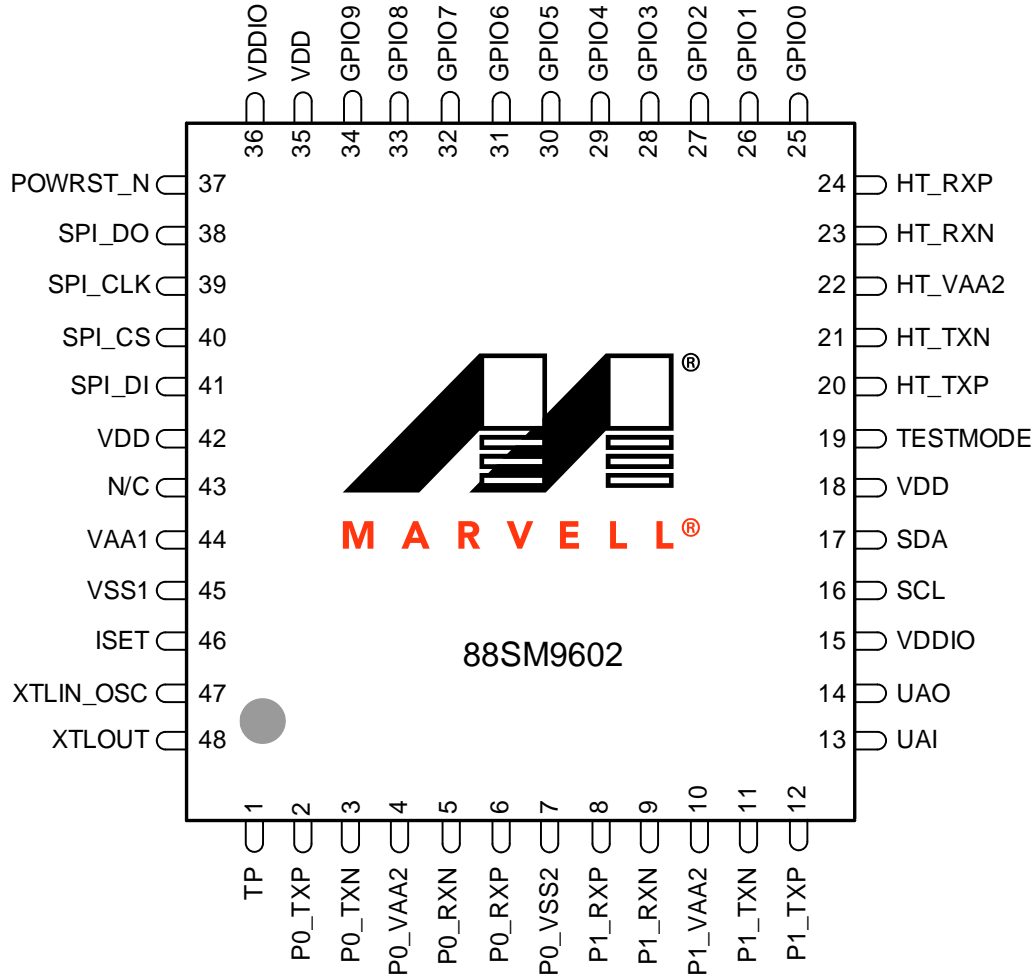 VDDIO
VDD
GPIO9
GPIO8
GPIO7
GPIO6
GPIO5
GPIO4
GPIO3
GPIO2
GPIO1
GPIO0
36
35
34
33
32
31
30
29
28
27
26
25
POWRST_N 37
24 HT_RXP
SPI_DO 38
23 HT_RXN
SPI_CLK 39
22 HT_VAA2
SPI_CS 40
21 HT_TXN
SPI_DI 41
20 HT_TXP
VDD 42
19 TESTMODE
N/C 43
18 VDD
VAA1 44
17 SDA
VSS1 45
16 SCL
ISET 46
15 VDDIO
XTLIN_OSC 47
14 UAO
XTLOUT 48
13 UAI
®
MARVELL®
88SM9602
1
2
3
4
5
6
7
8
9
10
11
12
TP
P0_TXP
P0_TXN
P0_VAA2
P0_RXN
P0_RXP
P0_VSS2
P1_RXP
P1_RXN
P1_VAA2
P1_TXN
P1_TXP